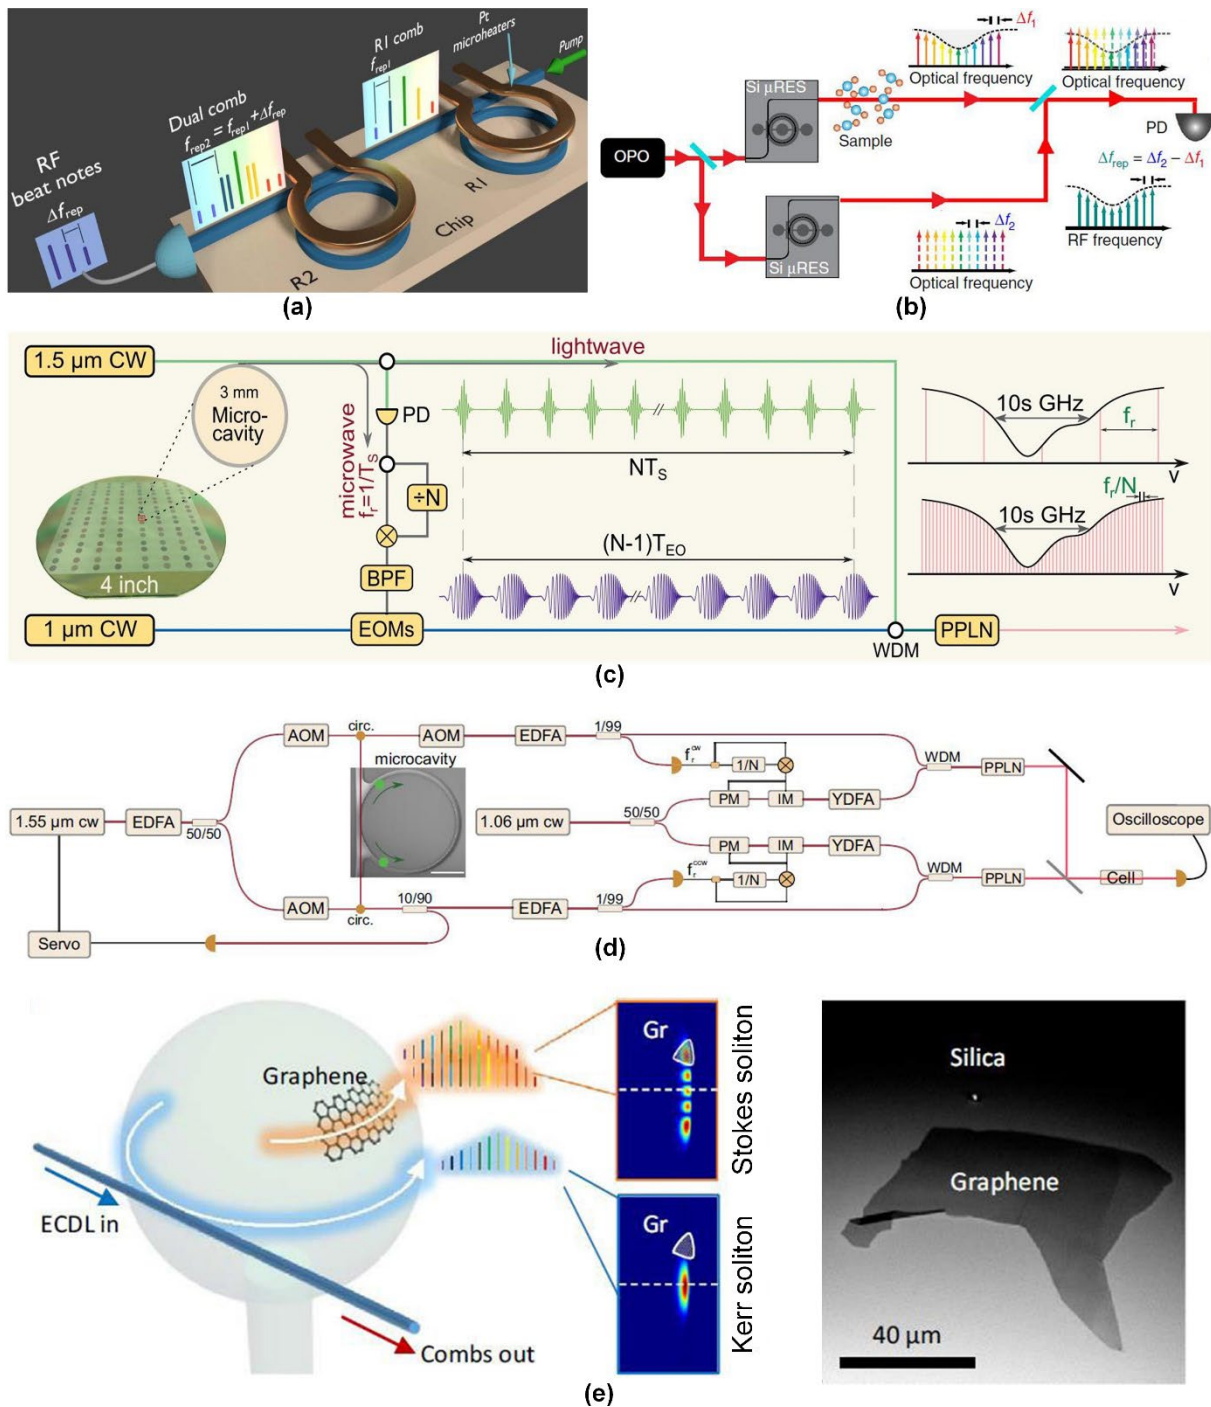 Pt
microheaters
Pump
R1 comb
f_rep1
Dual comb
f_rep2 = f_rep1 + Δf_rep
RF
beat notes
Δf_rep
R1
Chip
R2
(a)
Δf₁
Optical frequency
Optical frequency
Si μRES
Sample
PD
OPO
Δf_rep = Δf₂ – Δf₁
Si μRES
Δf₂
Optical frequency
RF frequency
(b)
1.5 μm CW
lightwave
3 mm
Micro-
cavity
PD
microwave
f_r=1/T_S
÷N
NT_S
10s GHz
f_r
ν
f_r/N
10s GHz
ν
(N-1)T_EO
4 inch
BPF
1 μm CW
EOMs
WDM
PPLN
(c)
AOM
circ.
AOM
EDFA
1/99
microcavity
f_r^cw
1/N
WDM
PPLN
1.55 μm cw
EDFA
50/50
1.06 μm cw
50/50
PM
IM
YDFA
Oscilloscope
PM
IM
YDFA
f_r^ccw
1/N
WDM
PPLN
Cell
AOM
circ.
10/90
EDFA
1/99
Servo
(d)
Graphene
Gr
Stokes soliton
ECDL in
Gr
Kerr soliton
Combs out
Silica
Graphene
40 μm
(e)